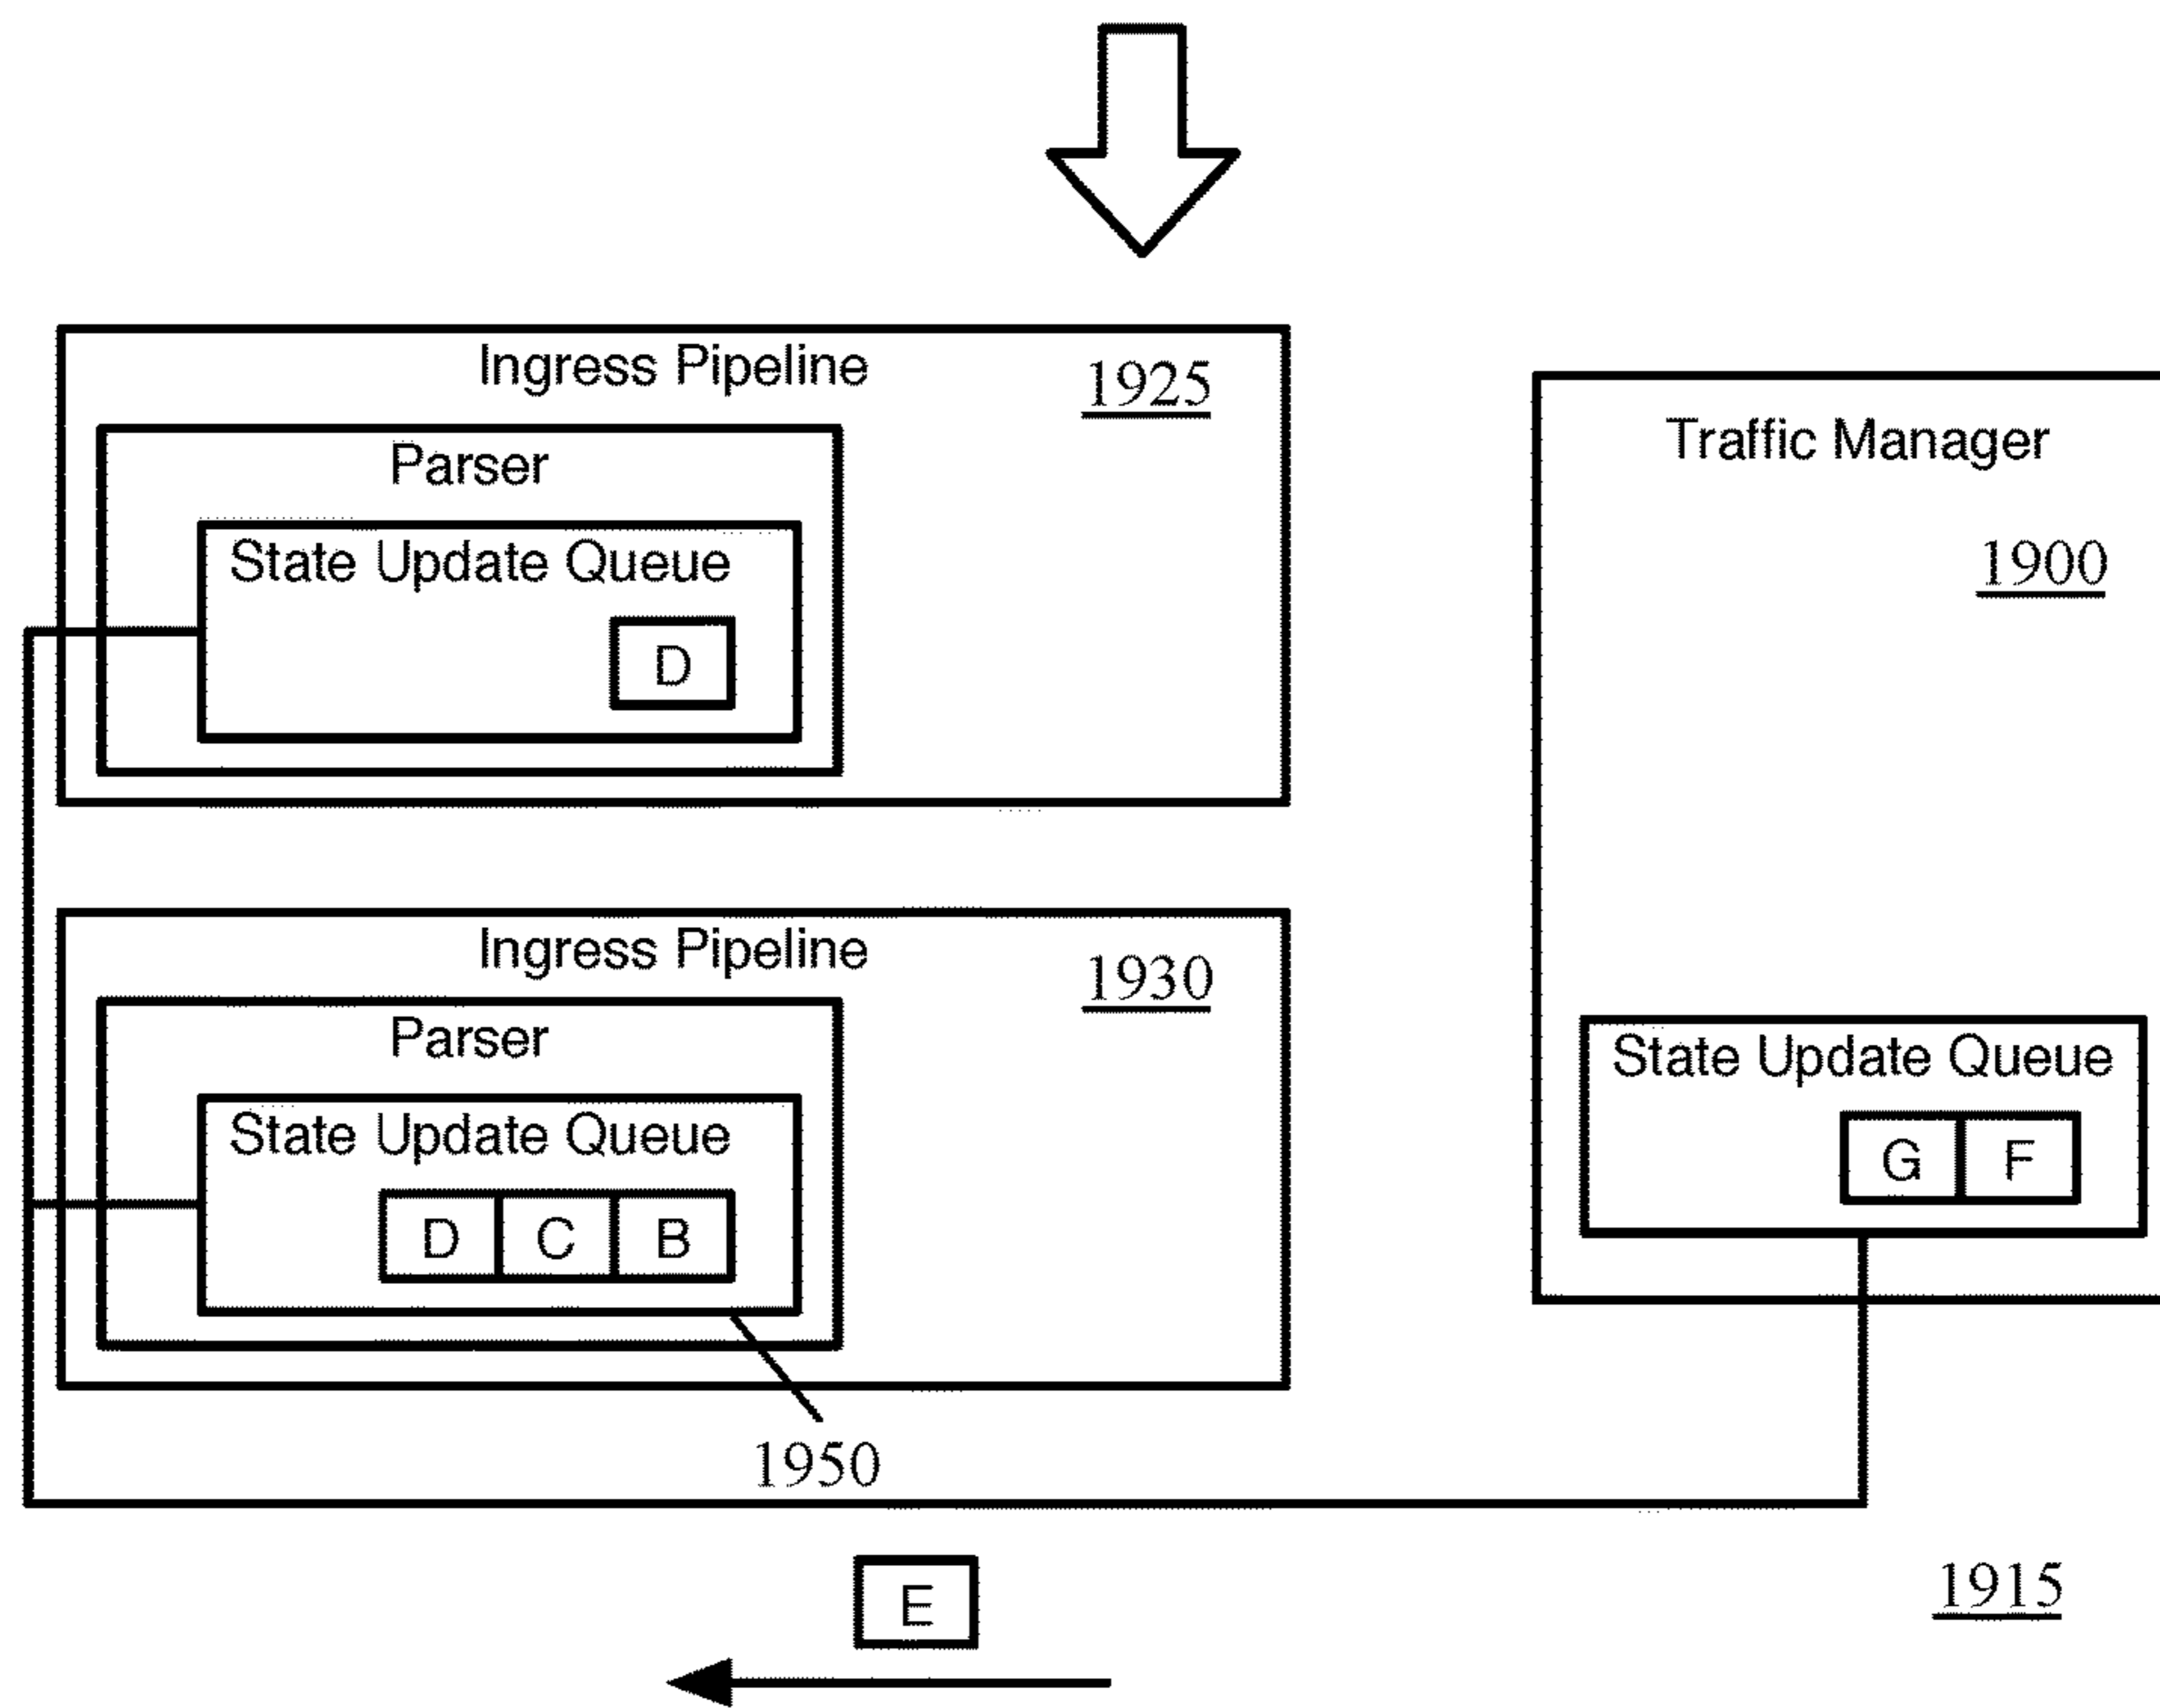 Ingress Pipeline
1925
Parser
State Update Queue
D
Traffic Manager
1900
Ingress Pipeline
1930
Parser
State Update Queue
D C B
1950
State Update Queue
G F
E
1915